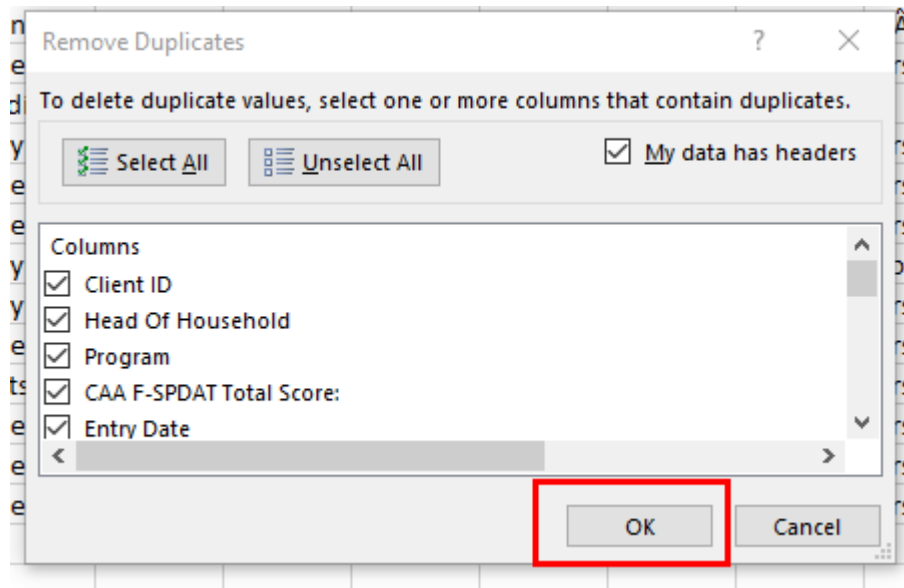 Remove Duplicates
To delete duplicate values, select one or more columns that contain duplicates.
Select All
Unselect All
My data has headers
Columns
Client ID
Head Of Household
Program
CAA F-SPDAT Total Score:
Entry Date
OK
Cancel